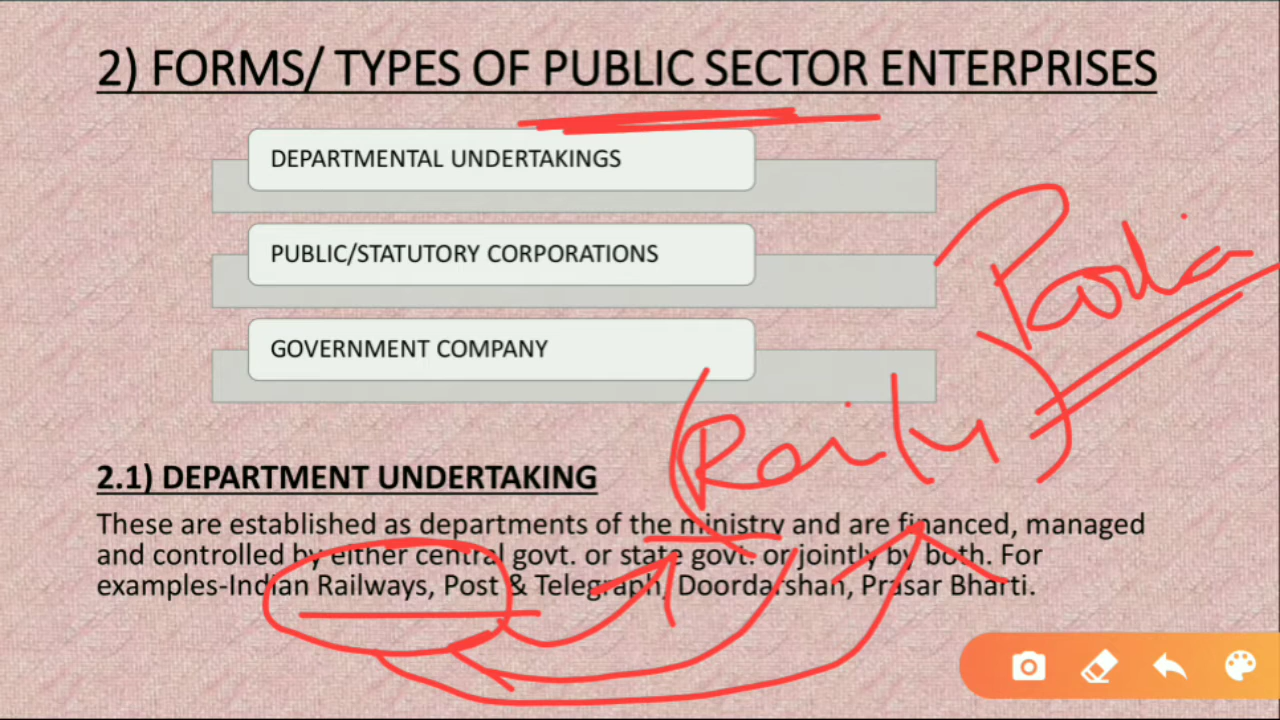 2) FORMS/ TYPES OF PUBLIC SECTOR ENTERPRISES
DEPARTMENTAL UNDERTAKINGS
PUBLIC/STATUTORY CORPORATIONS
GOVERNMENT COMPANY
2.1) DEPARTMENT UNDERTAKING
These are established as departments of the ministry and are financed, managed
and controlled by either central govt. or state govt. or jointly by both. For
examples-Indian Railways, Post & Telegraph, Doordarshan, Prasar Bharti.